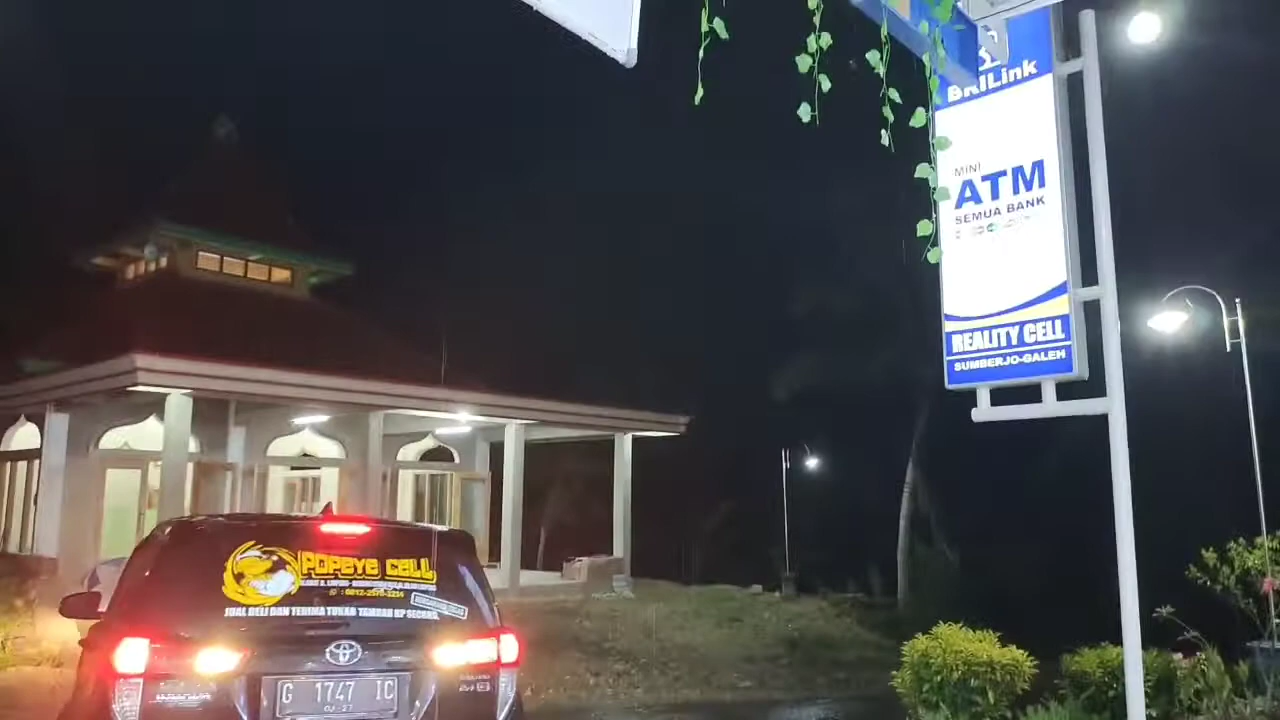 BRILink
MINI
ATM
SEMUA BANK
REALITY CELL
SUMBERJO-GALEH
POPEYE CELL
JUAL BELI DAN TERIMA TUKAR TAMBAH HP SECOND
G 1747 IC